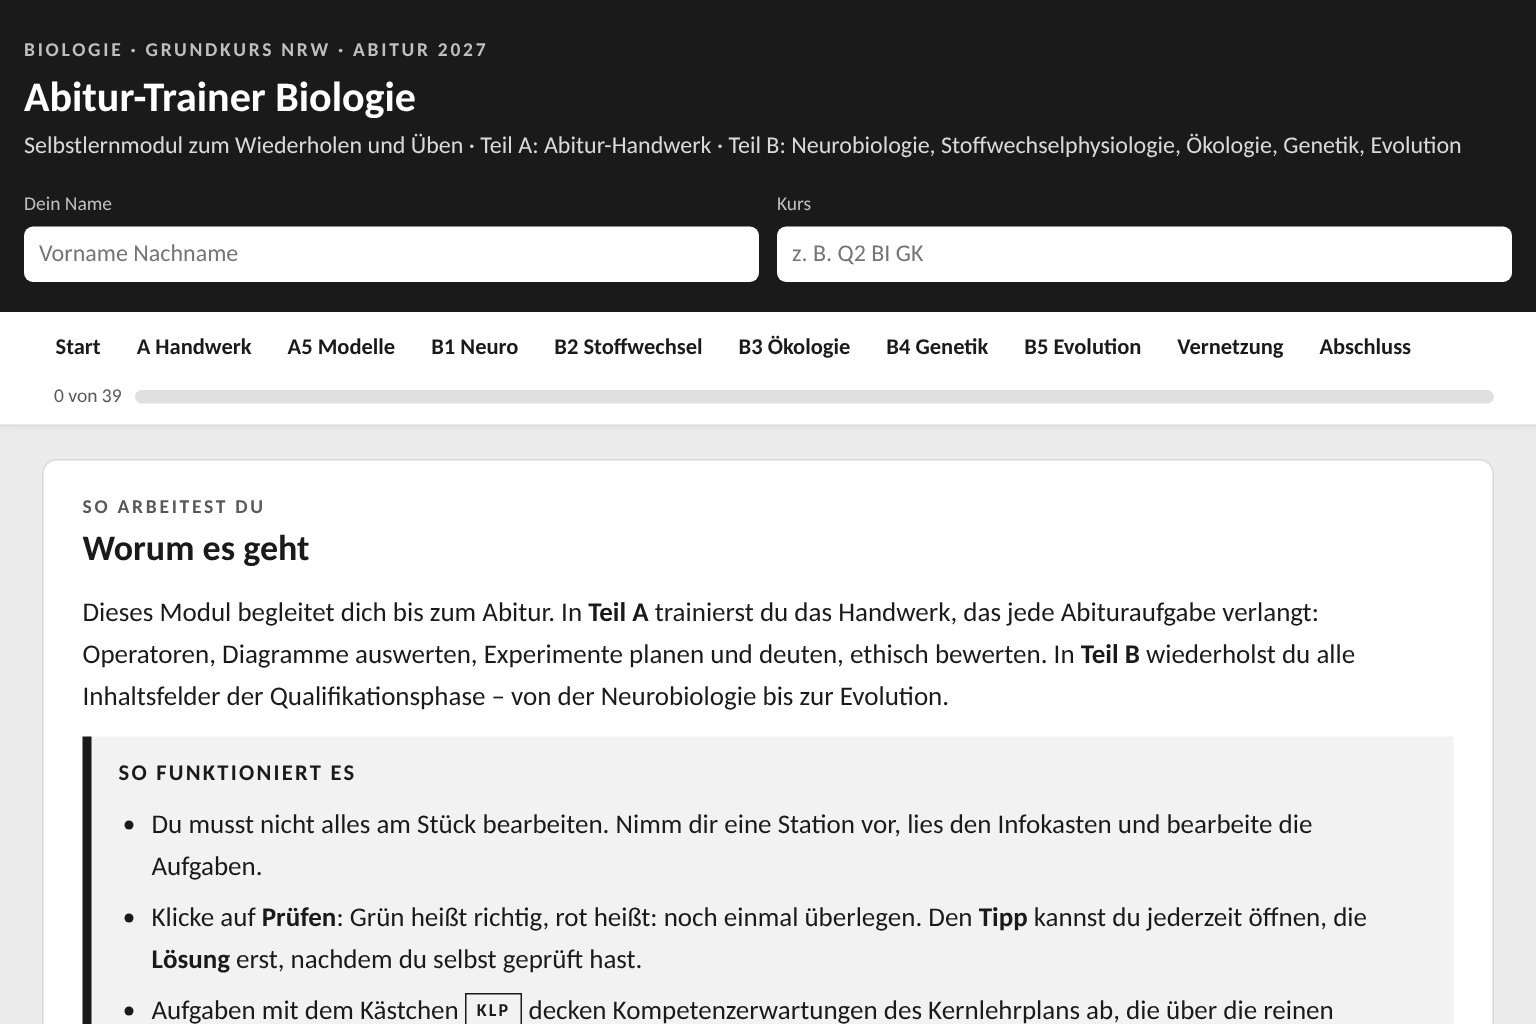 BIOLOGIE · GRUNDKURS NRW · ABITUR 2027
Abitur-Trainer Biologie
Selbstlernmodul zum Wiederholen und Üben · Teil A: Abitur-Handwerk · Teil B: Neurobiologie, Stoffwechselphysiologie, Ökologie, Genetik, Evolution
Dein Name Kurs
Vorname Nachname z. B. Q2 BI GK
Start A Handwerk A5 Modelle B1 Neuro B2 Stoffwechsel B3 Ökologie B4 Genetik B5 Evolution Vernetzung Abschluss
0 von 39
SO ARBEITEST DU
Worum es geht
Dieses Modul begleitet dich bis zum Abitur. In Teil A trainierst du das Handwerk, das jede Abituraufgabe verlangt:
Operatoren, Diagramme auswerten, Experimente planen und deuten, ethisch bewerten. In Teil B wiederholst du alle
Inhaltsfelder der Qualifikationsphase – von der Neurobiologie bis zur Evolution.
SO FUNKTIONIERT ES
• Du musst nicht alles am Stück bearbeiten. Nimm dir eine Station vor, lies den Infokasten und bearbeite die
Aufgaben.
• Klicke auf Prüfen: Grün heißt richtig, rot heißt: noch einmal überlegen. Den Tipp kannst du jederzeit öffnen, die
Lösung erst, nachdem du selbst geprüft hast.
• Aufgaben mit dem Kästchen KLP decken Kompetenzerwartungen des Kernlehrplans ab, die über die reinen